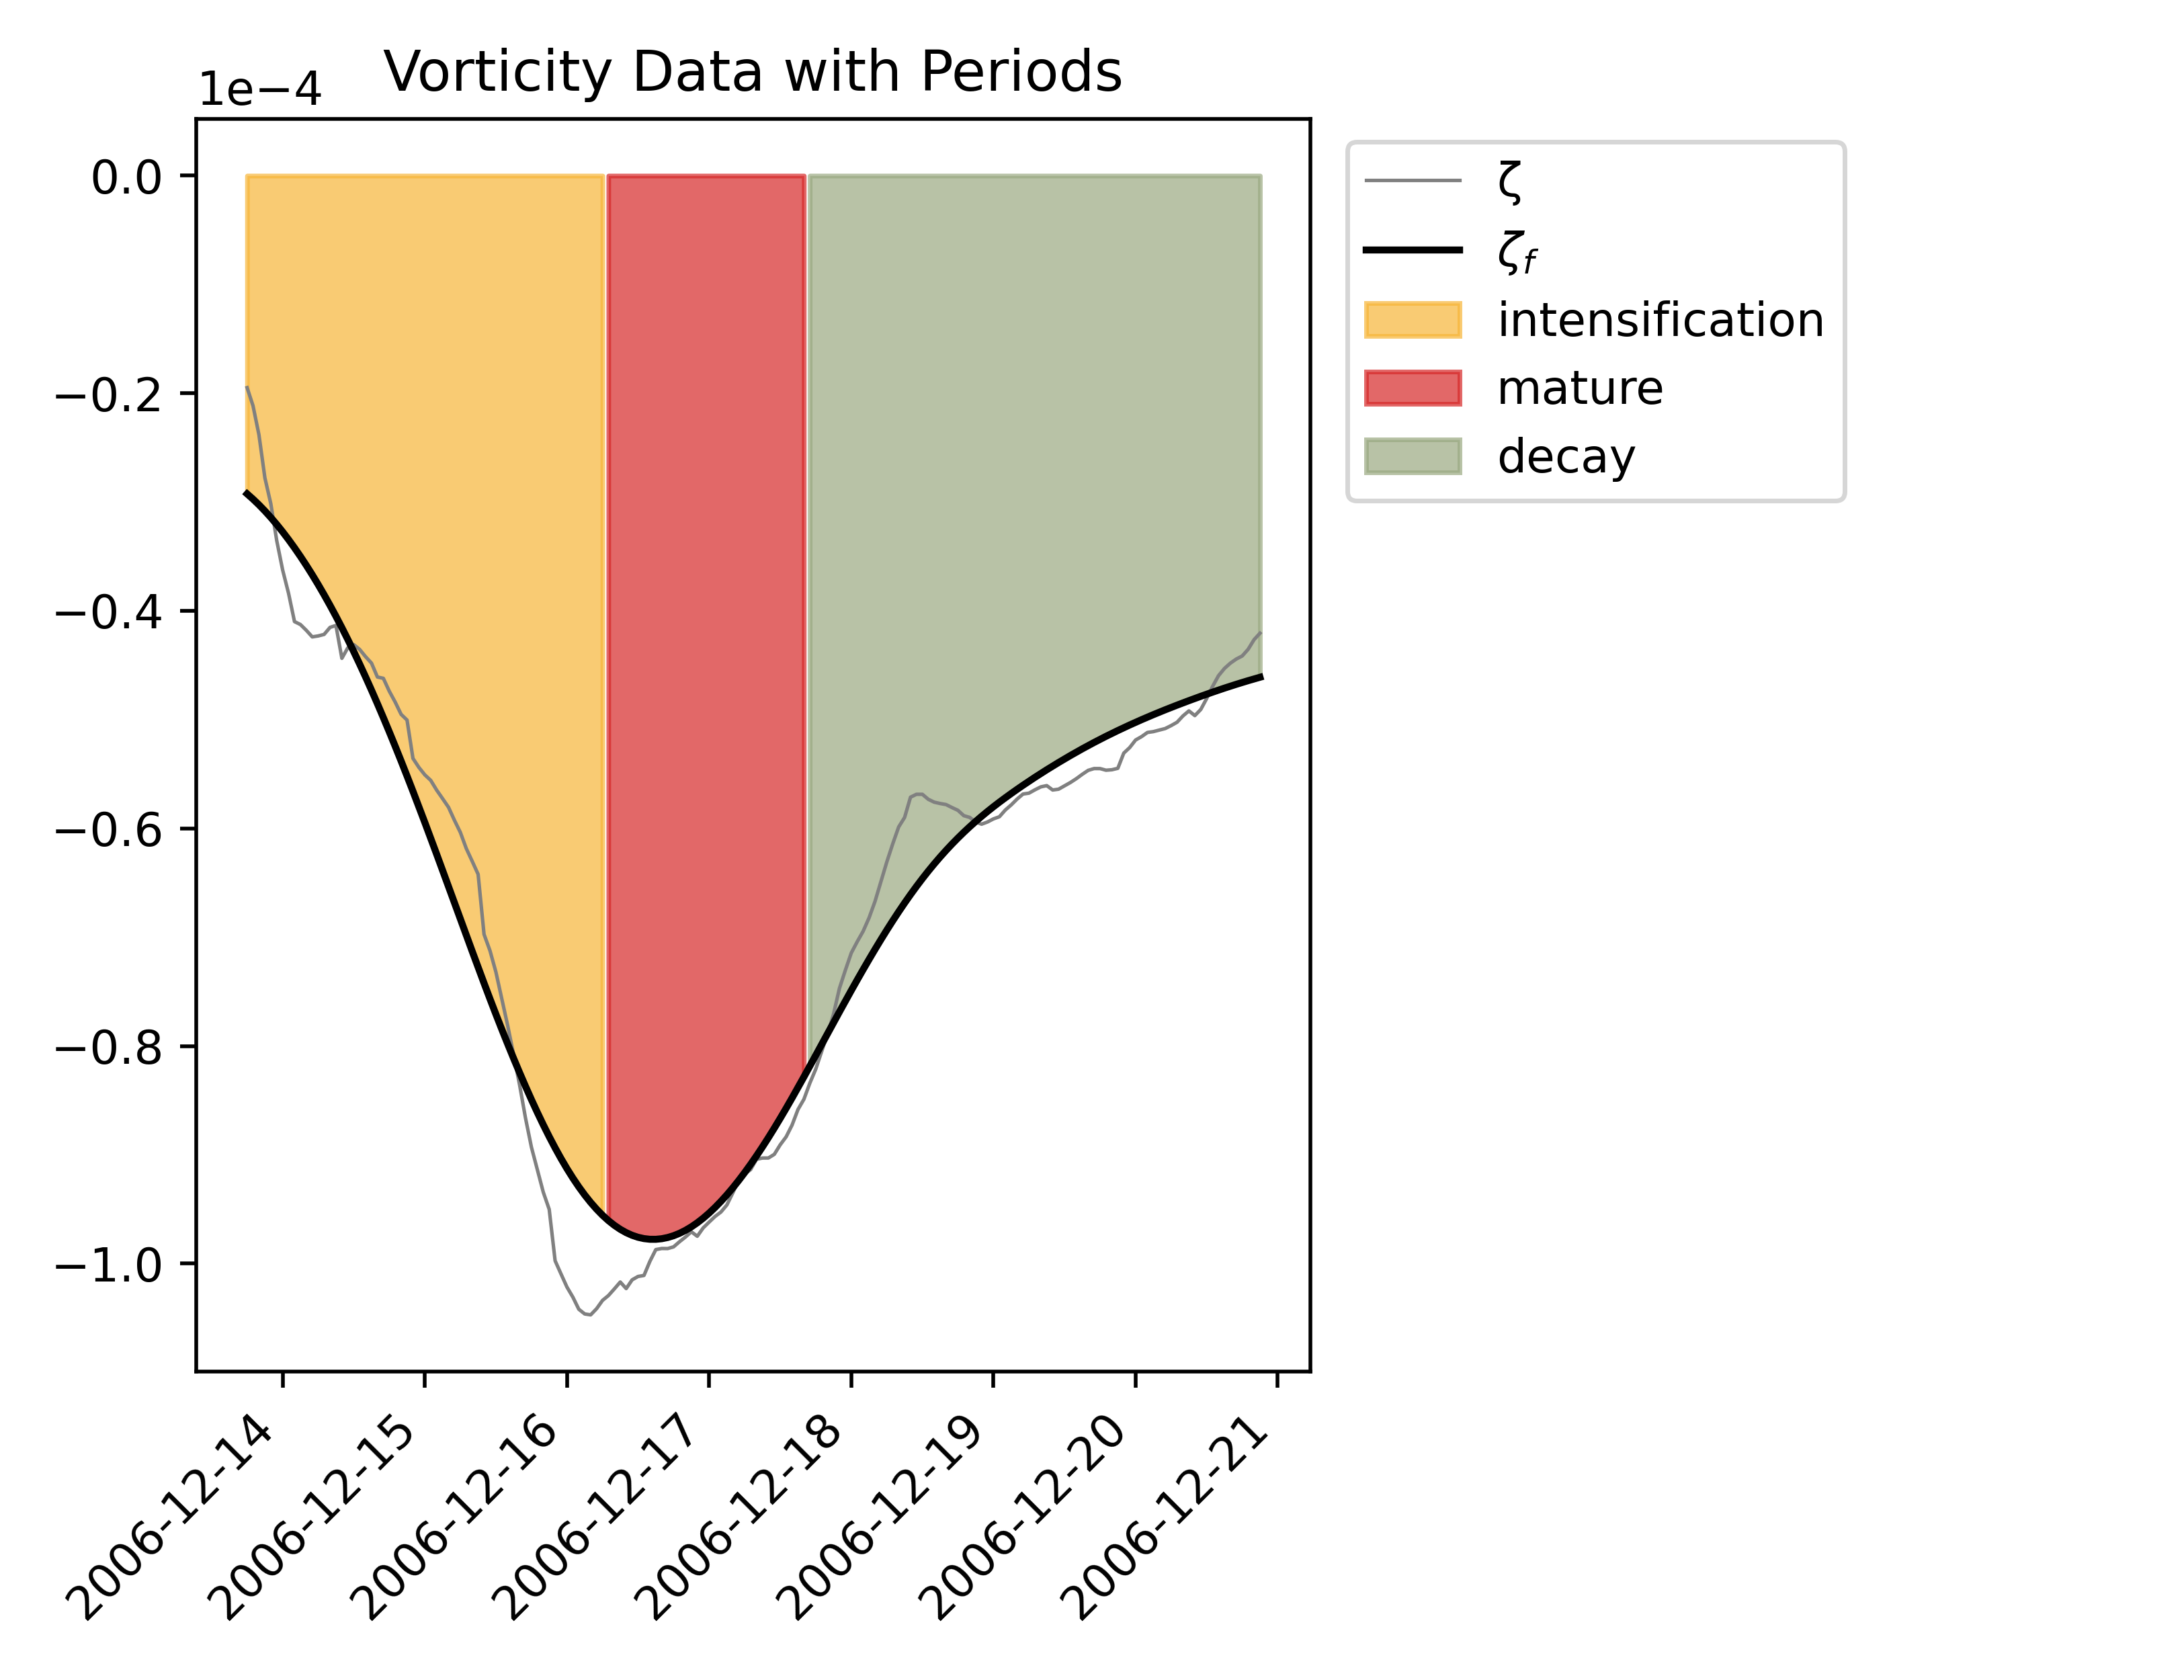 Vorticity Data with Periods
1e−4
0.0
−0.2
−0.4
−0.6
−0.8
−1.0
2006-12-14
2006-12-15
2006-12-16
2006-12-17
2006-12-18
2006-12-19
2006-12-20
2006-12-21
ζ
ζf
intensification
mature
decay